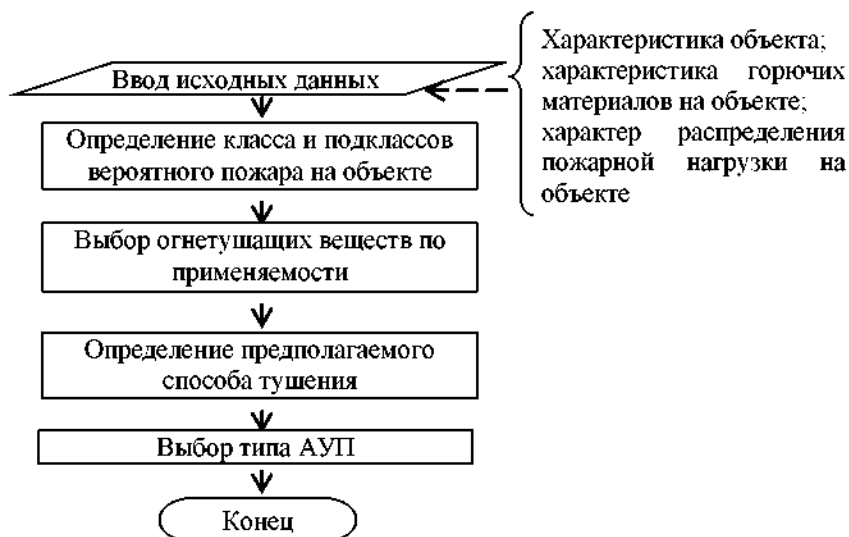 Ввод исходных данных
Характеристика объекта;
характеристика горючих
материалов на объекте;
характер распределения
пожарной нагрузки на
объекте
Определение класса и подклассов
вероятного пожара на объекте
Выбор огнетушащих веществ по
применяемости
Определение предполагаемого
способа тушения
Выбор типа АУП
Конец